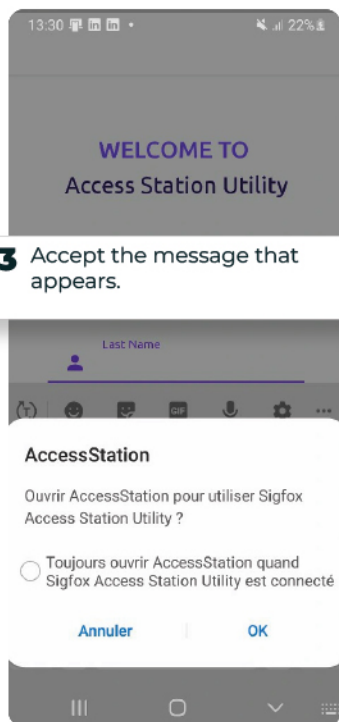 13:30 22%
WELCOME TO
Access Station Utility
3 Accept the message that
appears.
Last Name
GIF
AccessStation
Ouvrir AccessStation pour utiliser Sigfox
Access Station Utility ?
Toujours ouvrir AccessStation quand
Sigfox Access Station Utility est connecté
Annuler OK